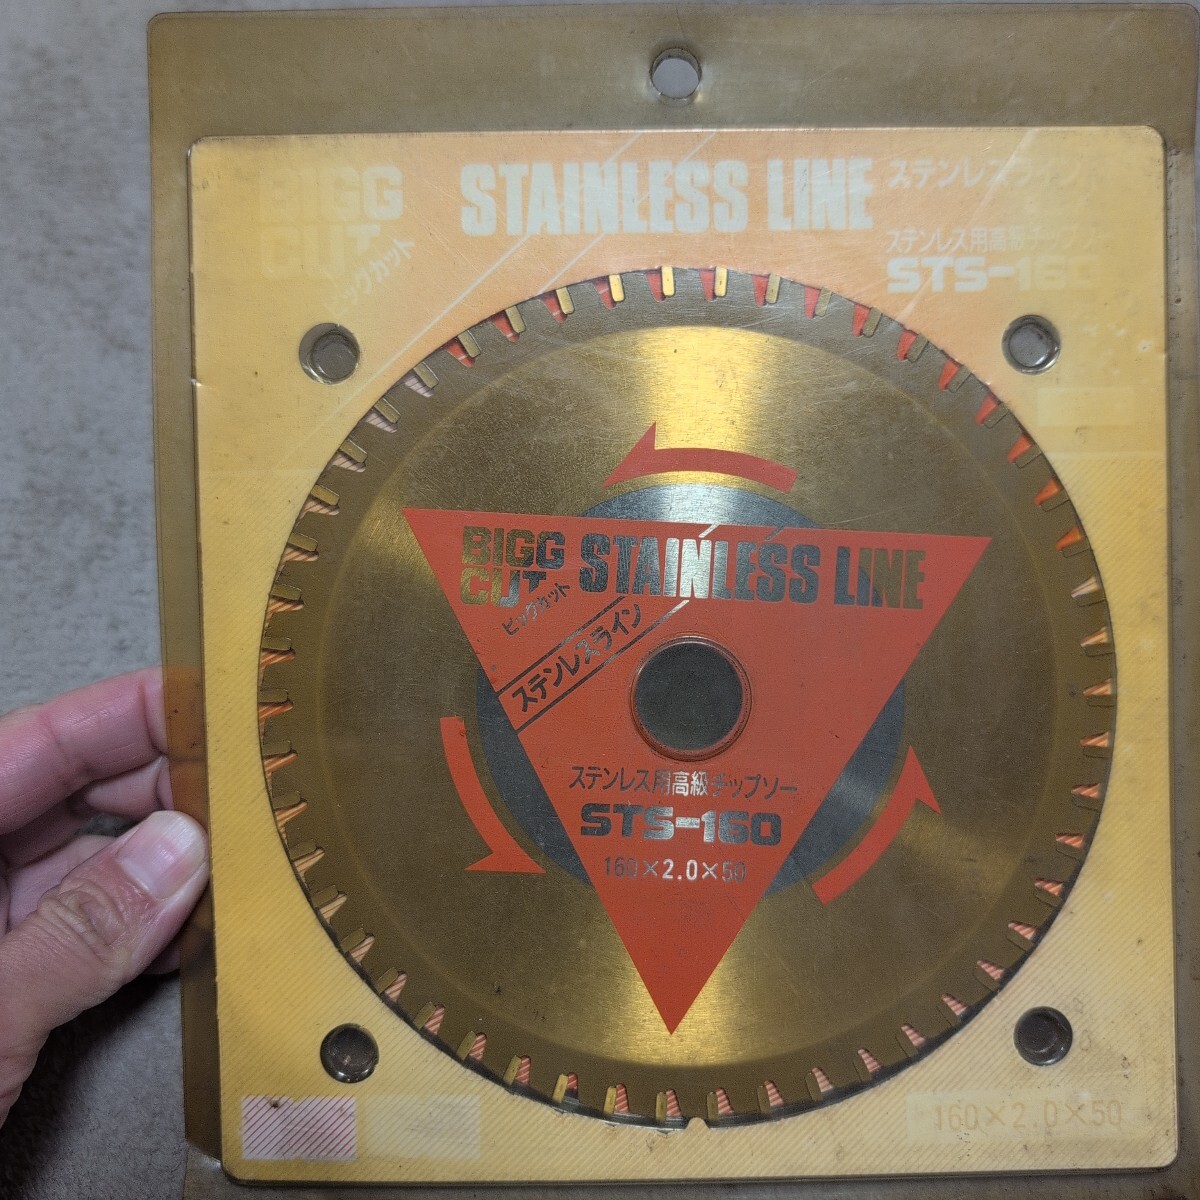 BIGG
CUT
ビッグカット
STAINLESS LINE
ステンレスライン
ステンレス用高級チップソー
STS-160
BIGG
CUT
ビッグカット
STAINLESS LINE
ステンレスライン
ステンレス用高級チップソー
STS-160
160×2.0×50
160×2.0×50